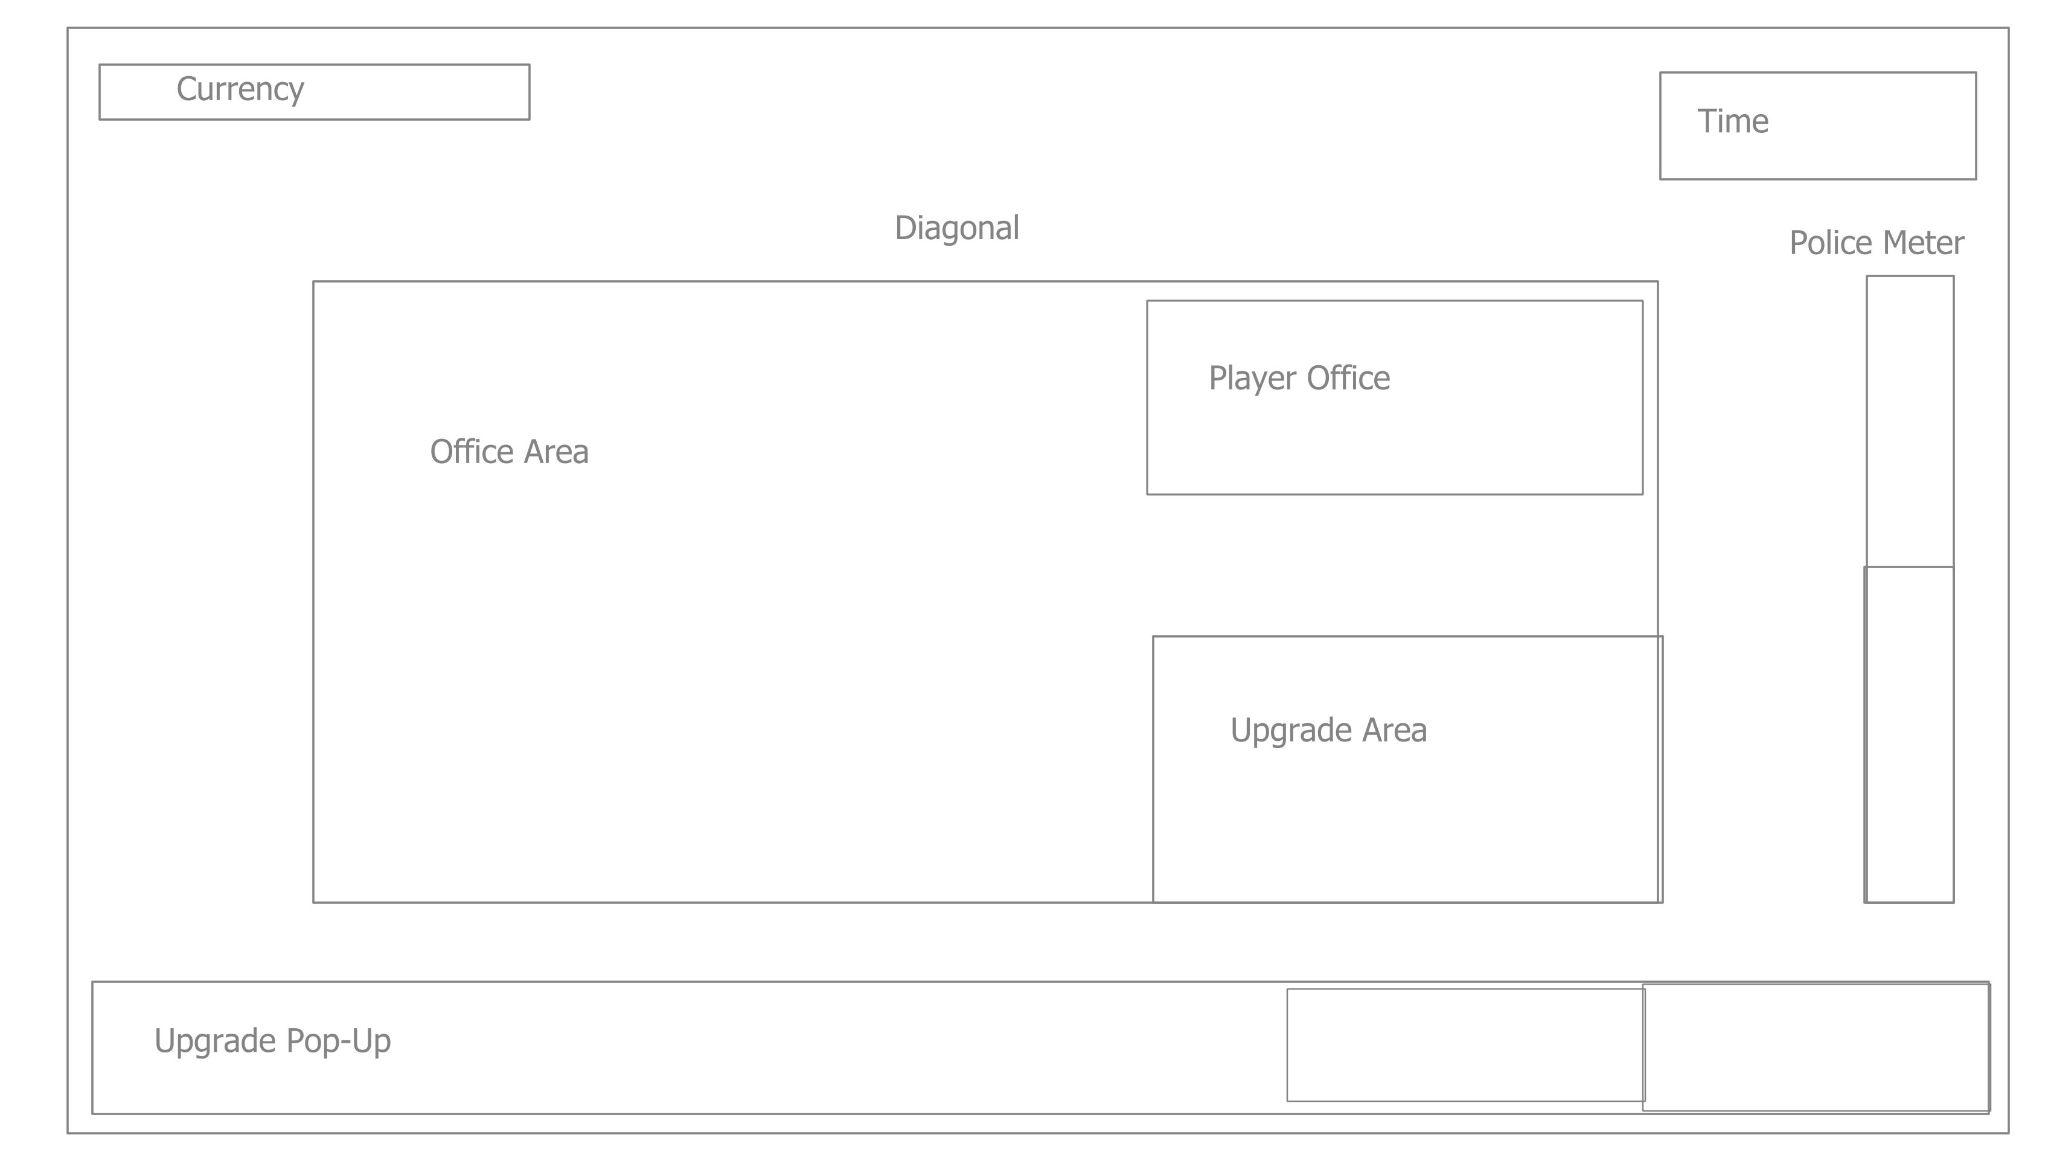 Currency
Time
Diagonal
Police Meter
Player Office
Office Area
Upgrade Area
Upgrade Pop-Up